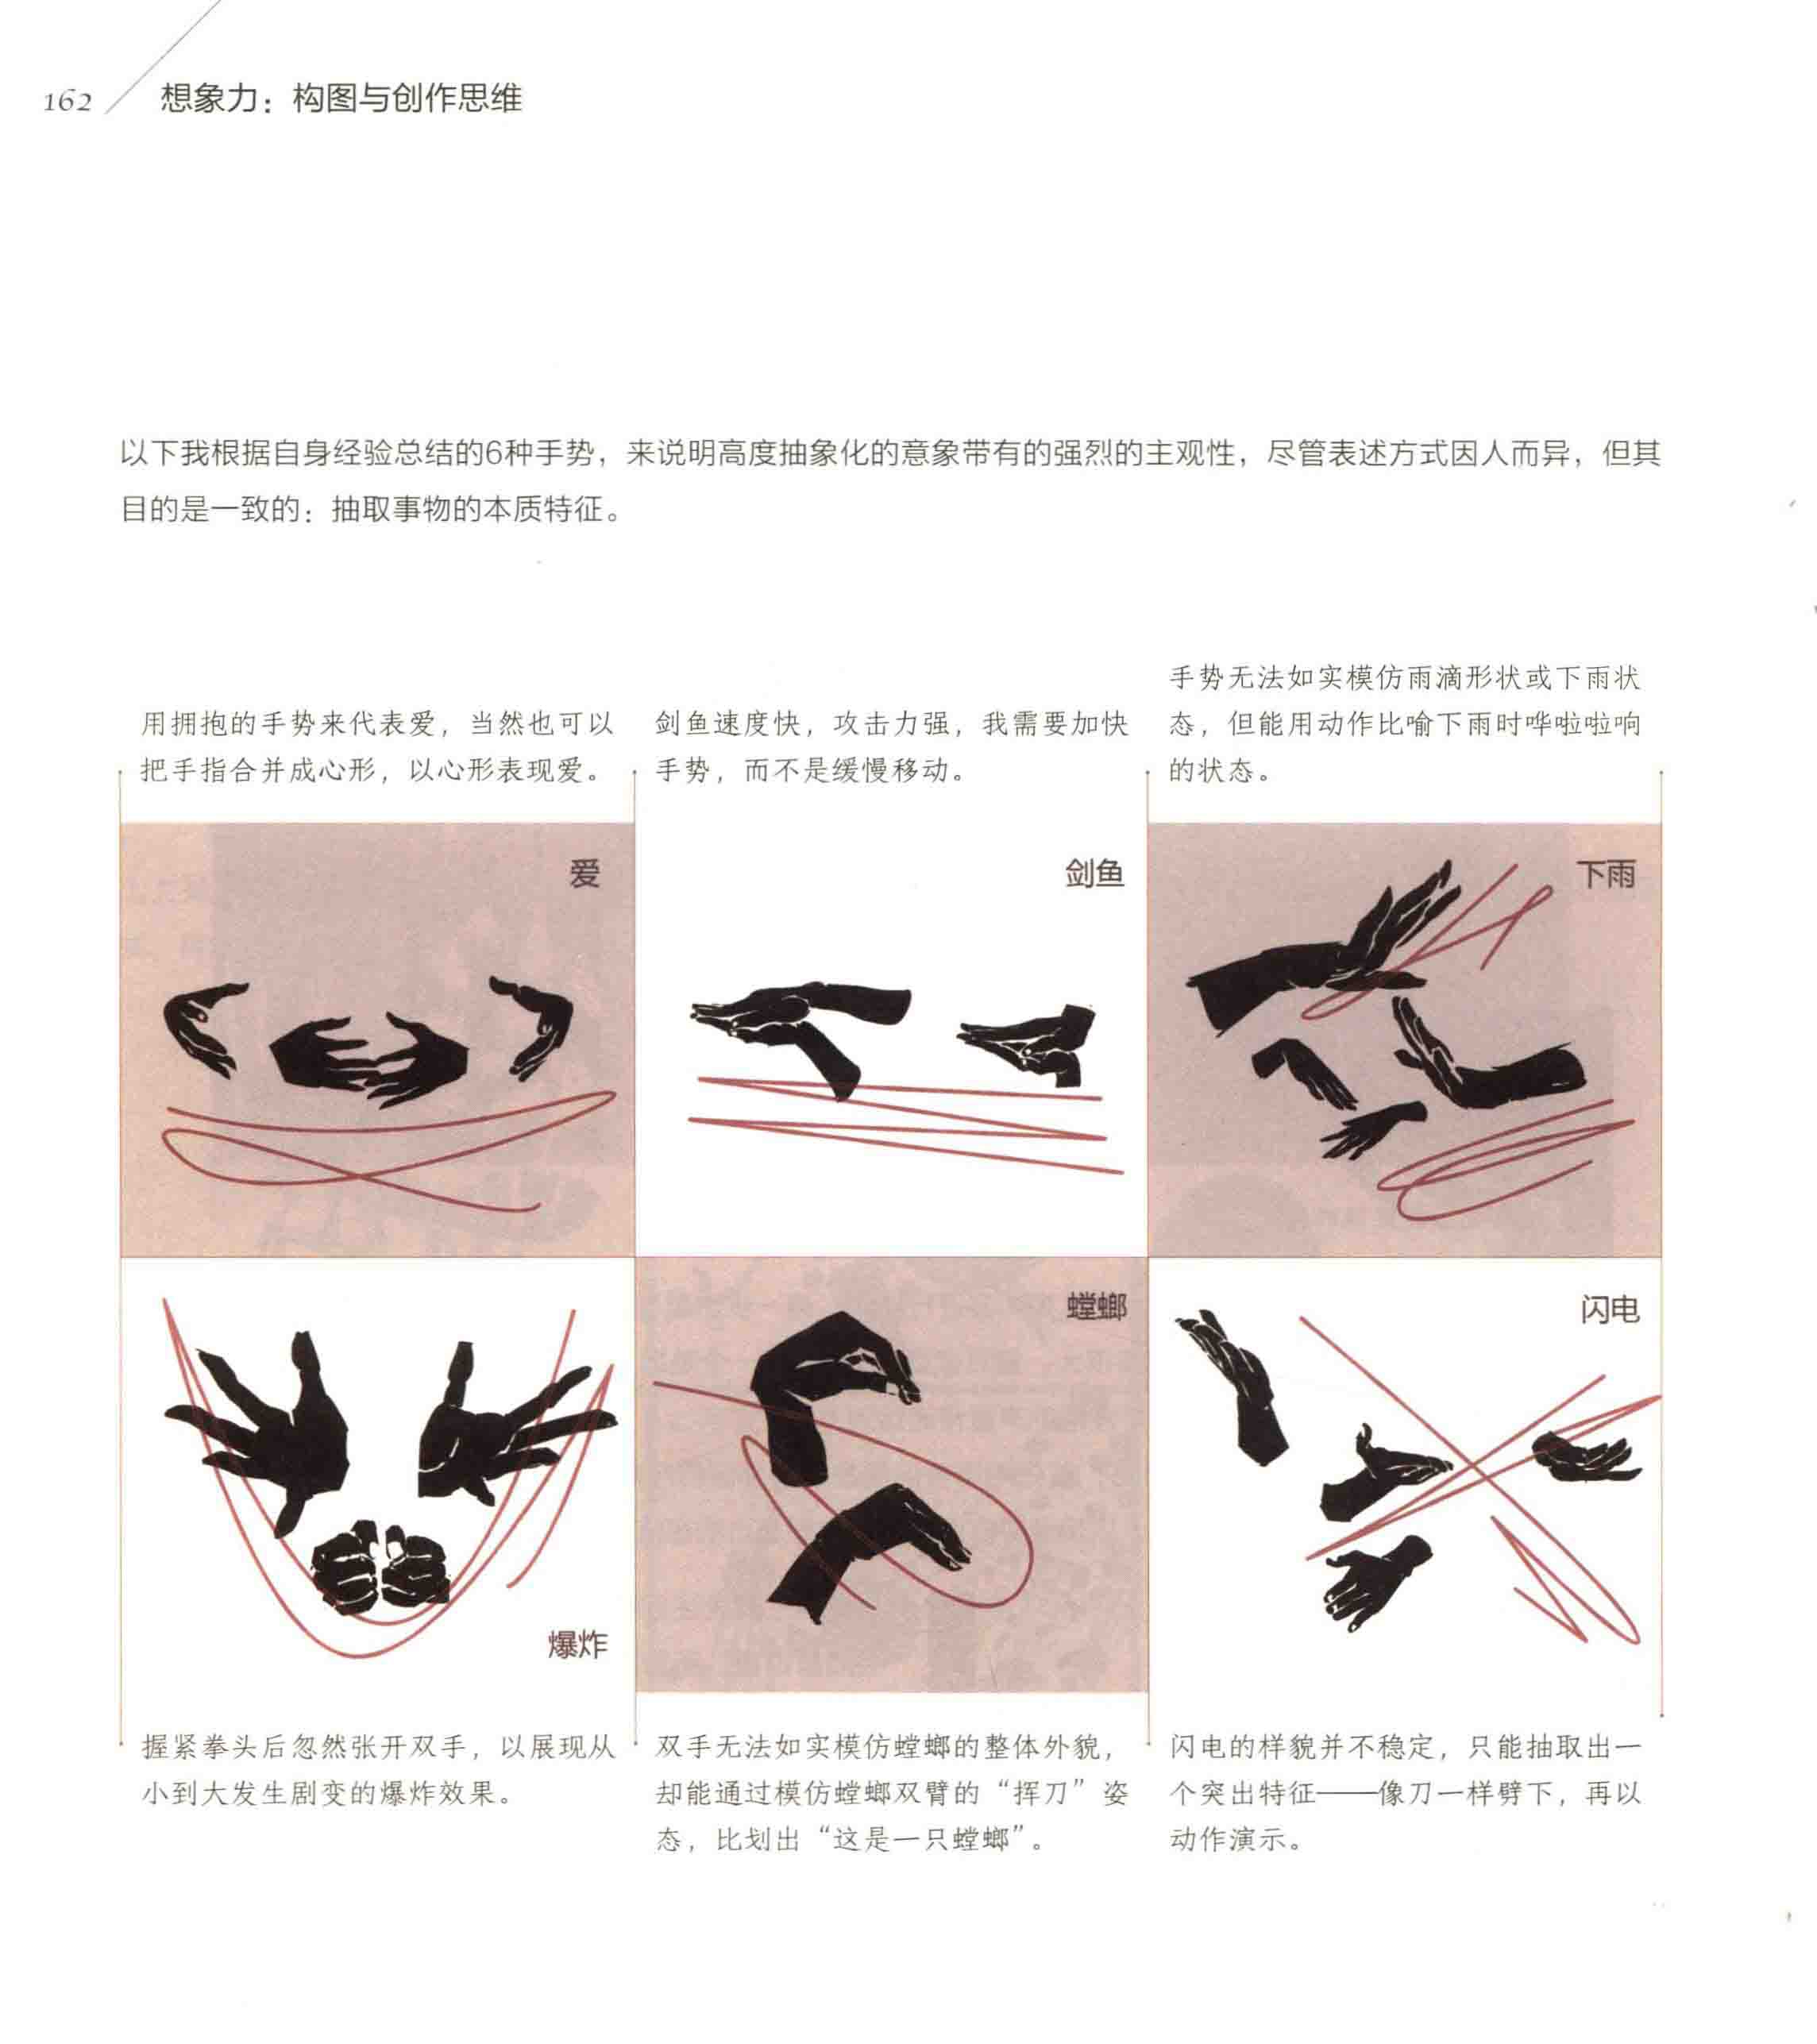 162
想象力：构图与创作思维
以下我根据自身经验总结的6种手势，来说明高度抽象化的意象带有的强烈的主观性，尽管表述方式因人而异，但其
目的是一致的：抽取事物的本质特征。
用拥抱的手势来代表爱，当然也可以
把手指合并成心形，以心形表现爱。
剑鱼速度快，攻击力强，我需要加快
手势，而不是缓慢移动。
手势无法如实模仿雨滴形状或下雨状
态，但能用动作比喻下雨时哗啦啦响
的状态。
爱
剑鱼
下雨
爆炸
螳螂
闪电
握紧拳头后忽然张开双手，以展现从
小到大发生剧变的爆炸效果。
双手无法如实模仿螳螂的整体外貌，
却能通过模仿螳螂双臂的“挥刀”姿
态，比划出“这是一只螳螂”。
闪电的样貌并不稳定，只能抽取出一
个突出特征——像刀一样劈下，再以
动作演示。